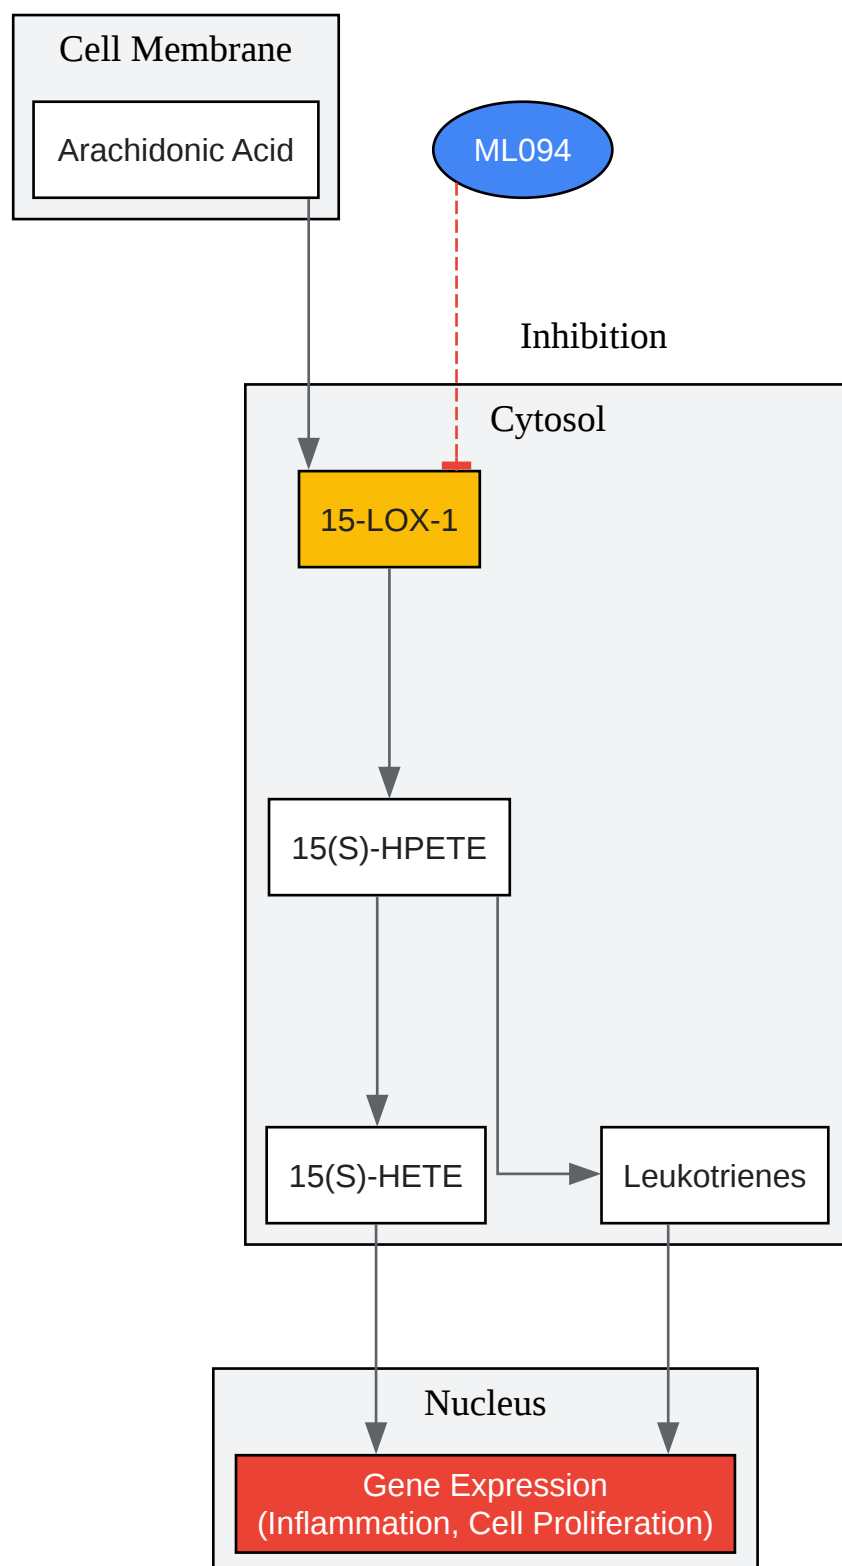 Cell Membrane
Arachidonic Acid
ML094
Inhibition
Cytosol
15-LOX-1
15(S)-HPETE
15(S)-HETE
Leukotrienes
Nucleus
Gene Expression
(Inflammation, Cell Proliferation)